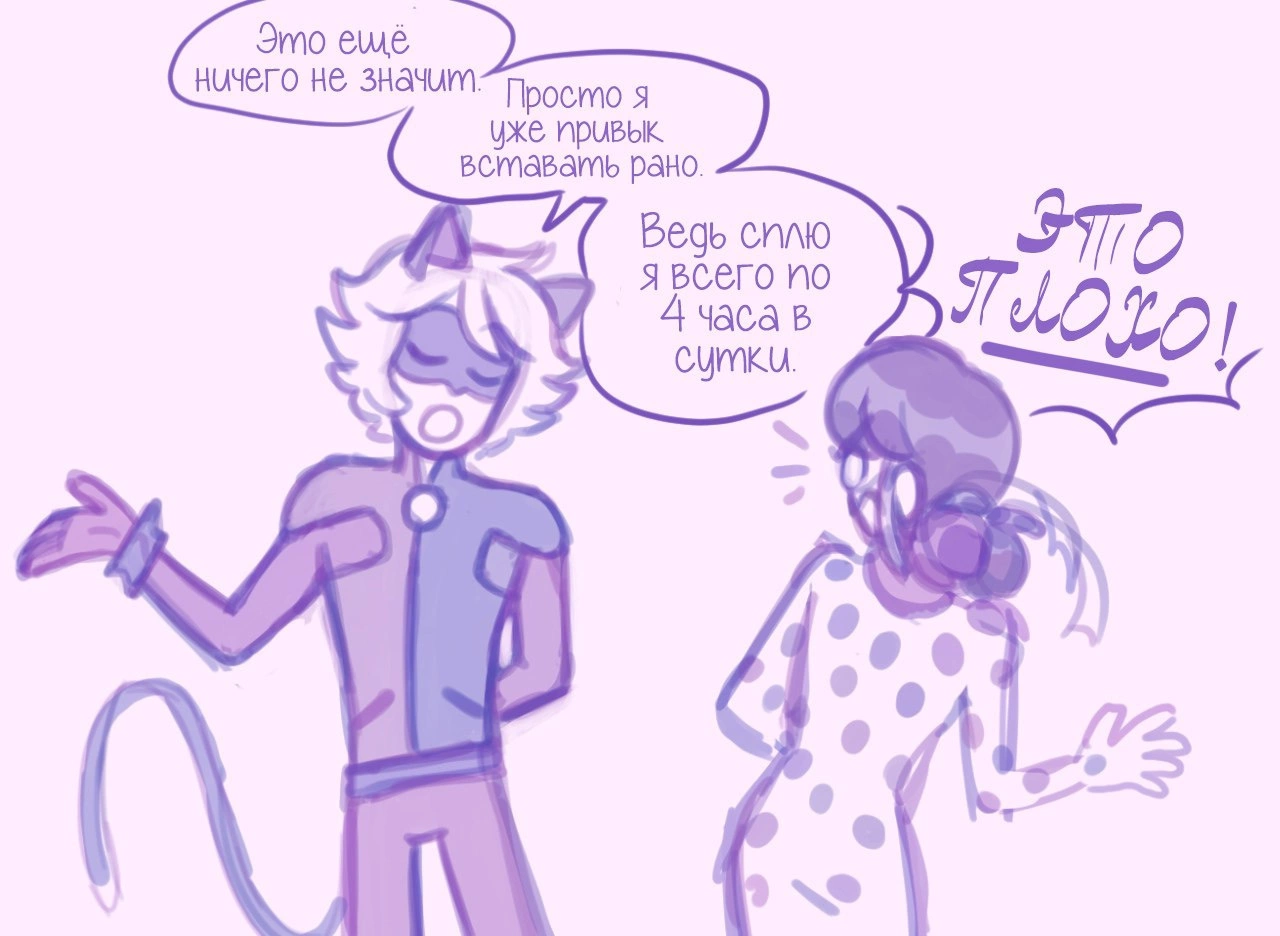 Это ещё
ничего не значит.
Просто я
уже привык
вставать рано.
Ведь сплю
я всего по
4 часа в
сутки.
ЭТО
ПЛОХО!